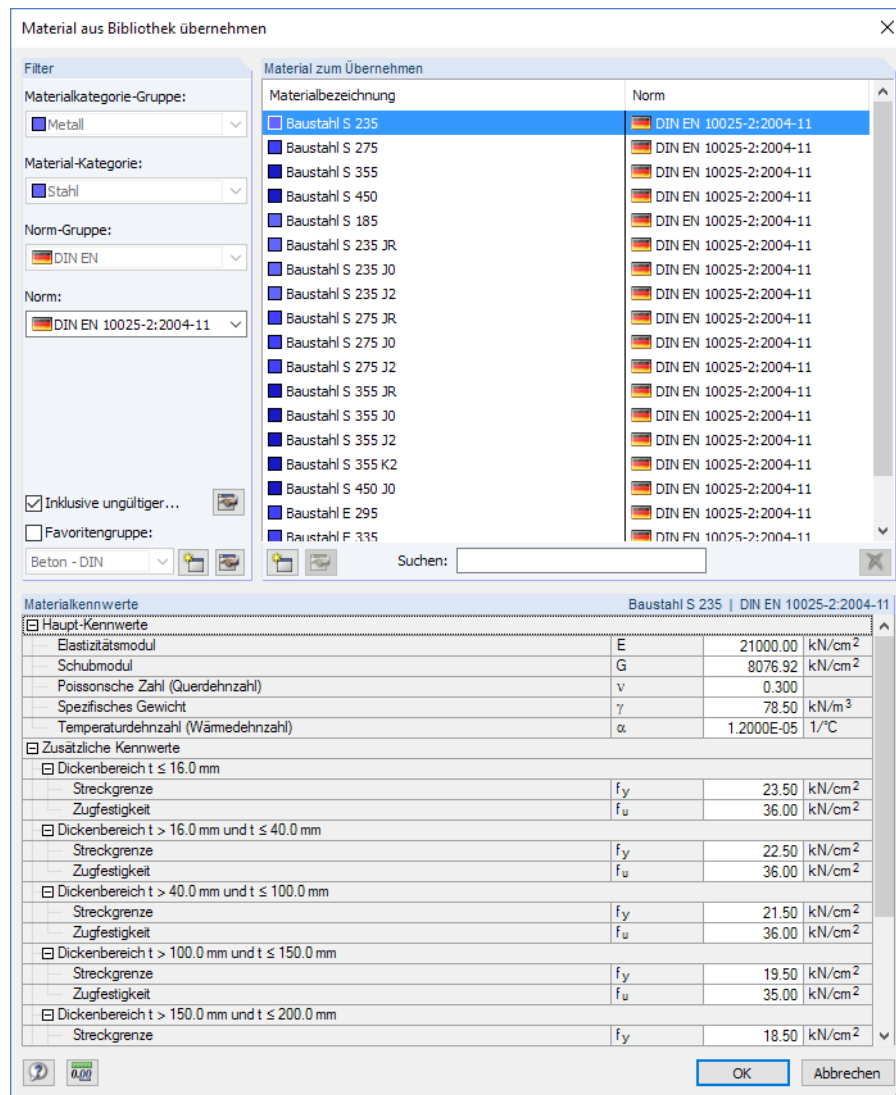 Material aus Bibliothek übernehmen
Filter
Materialkategorie-Gruppe:
Metall
Material-Kategorie:
Stahl
Norm-Gruppe:
DIN EN
Norm:
DIN EN 10025-2:2004-11
Inklusive ungültiger...
Favoritengruppe:
Beton - DIN
Material zum Übernehmen
Materialbezeichnung Norm
Baustahl S 235 DIN EN 10025-2:2004-11
Baustahl S 275 DIN EN 10025-2:2004-11
Baustahl S 355 DIN EN 10025-2:2004-11
Baustahl S 450 DIN EN 10025-2:2004-11
Baustahl S 185 DIN EN 10025-2:2004-11
Baustahl S 235 JR DIN EN 10025-2:2004-11
Baustahl S 235 J0 DIN EN 10025-2:2004-11
Baustahl S 235 J2 DIN EN 10025-2:2004-11
Baustahl S 275 JR DIN EN 10025-2:2004-11
Baustahl S 275 J0 DIN EN 10025-2:2004-11
Baustahl S 275 J2 DIN EN 10025-2:2004-11
Baustahl S 355 JR DIN EN 10025-2:2004-11
Baustahl S 355 J0 DIN EN 10025-2:2004-11
Baustahl S 355 J2 DIN EN 10025-2:2004-11
Baustahl S 355 K2 DIN EN 10025-2:2004-11
Baustahl S 450 J0 DIN EN 10025-2:2004-11
Baustahl E 295 DIN EN 10025-2:2004-11
Baustahl E 335 DIN EN 10025-2:2004-11
Suchen:
Materialkennwerte Baustahl S 235 | DIN EN 10025-2:2004-11
Haupt-Kennwerte
Elastizitätsmodul E 21000.00 kN/cm²
Schubmodul G 8076.92 kN/cm²
Poissonsche Zahl (Querdehnzahl) ν 0.300
Spezifisches Gewicht γ 78.50 kN/m³
Temperaturdehnzahl (Wärmedehnzahl) α 1.2000E-05 1/°C
Zusätzliche Kennwerte
Dickenbereich t ≤ 16.0 mm
Streckgrenze fy 23.50 kN/cm²
Zugfestigkeit fu 36.00 kN/cm²
Dickenbereich t > 16.0 mm und t ≤ 40.0 mm
Streckgrenze fy 22.50 kN/cm²
Zugfestigkeit fu 36.00 kN/cm²
Dickenbereich t > 40.0 mm und t ≤ 100.0 mm
Streckgrenze fy 21.50 kN/cm²
Zugfestigkeit fu 36.00 kN/cm²
Dickenbereich t > 100.0 mm und t ≤ 150.0 mm
Streckgrenze fy 19.50 kN/cm²
Zugfestigkeit fu 35.00 kN/cm²
Dickenbereich t > 150.0 mm und t ≤ 200.0 mm
Streckgrenze fy 18.50 kN/cm²
0.00
OK Abbrechen